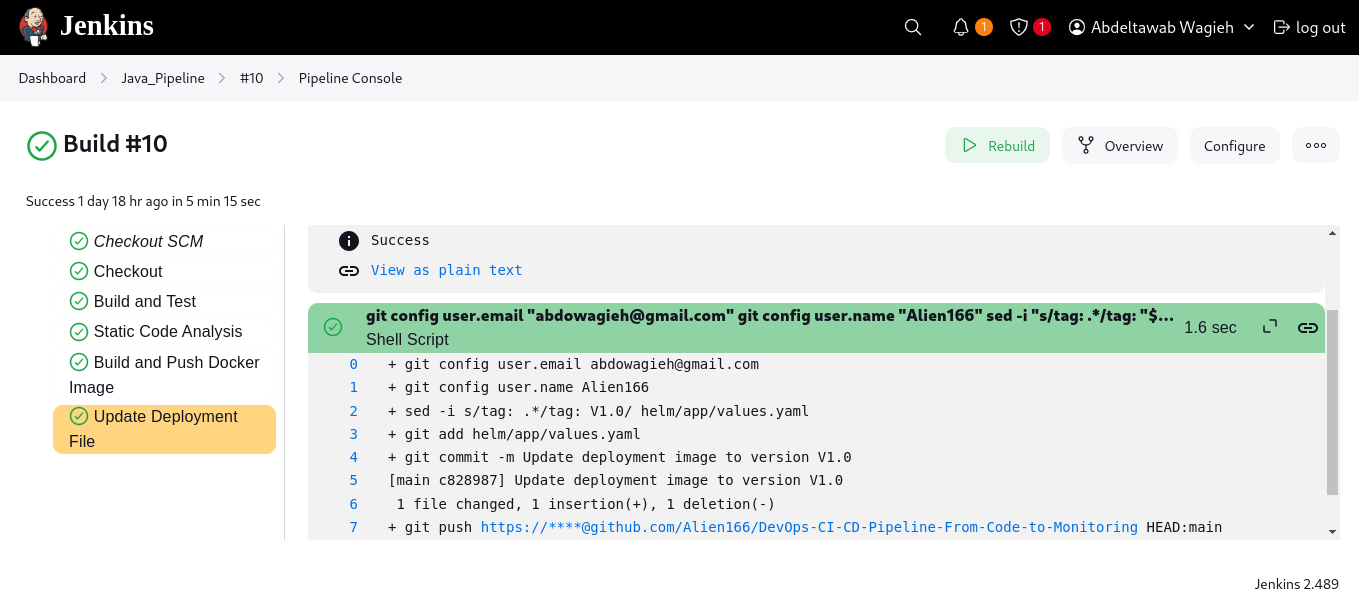 Jenkins
1
1
Abdeltawab Wagieh
log out
Dashboard
Java_Pipeline
#10
Pipeline Console
Build #10
Rebuild
Overview
Configure
Success 1 day 18 hr ago in 5 min 15 sec
Checkout SCM
Checkout
Build and Test
Static Code Analysis
Build and Push Docker
Image
Update Deployment
File
Success
View as plain text
git config user.email "abdowagieh@gmail.com" git config user.name "Alien166" sed -i "s/tag: .*/tag: "$...
Shell Script
1.6 sec
0 + git config user.email abdowagieh@gmail.com
1 + git config user.name Alien166
2 + sed -i s/tag: .*/tag: V1.0/ helm/app/values.yaml
3 + git add helm/app/values.yaml
4 + git commit -m Update deployment image to version V1.0
5 [main c828987] Update deployment image to version V1.0
6 1 file changed, 1 insertion(+), 1 deletion(-)
7 + git push https://****@github.com/Alien166/DevOps-CI-CD-Pipeline-From-Code-to-Monitoring HEAD:main
Jenkins 2.489